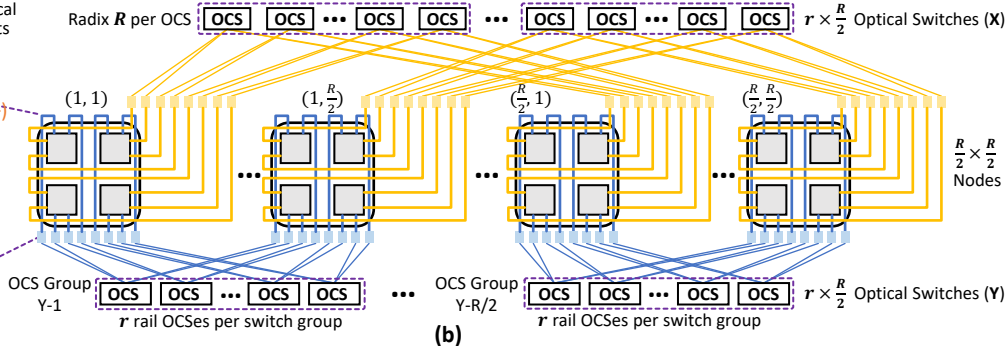 cal
Radix R per OCS
OCS OCS ••• OCS OCS ••• OCS OCS ••• OCS OCS
r × R/2 Optical Switches (X)
ts
(1, 1)
(1, R/2)
(R/2, 1)
(R/2, R/2)
)
R/2 × R/2
Nodes
••• ••• •••
OCS Group
Y-1
OCS OCS ••• OCS OCS
•••
OCS Group
Y-R/2
OCS OCS ••• OCS OCS
r × R/2 Optical Switches (Y)
r rail OCSes per switch group
r rail OCSes per switch group
(b)